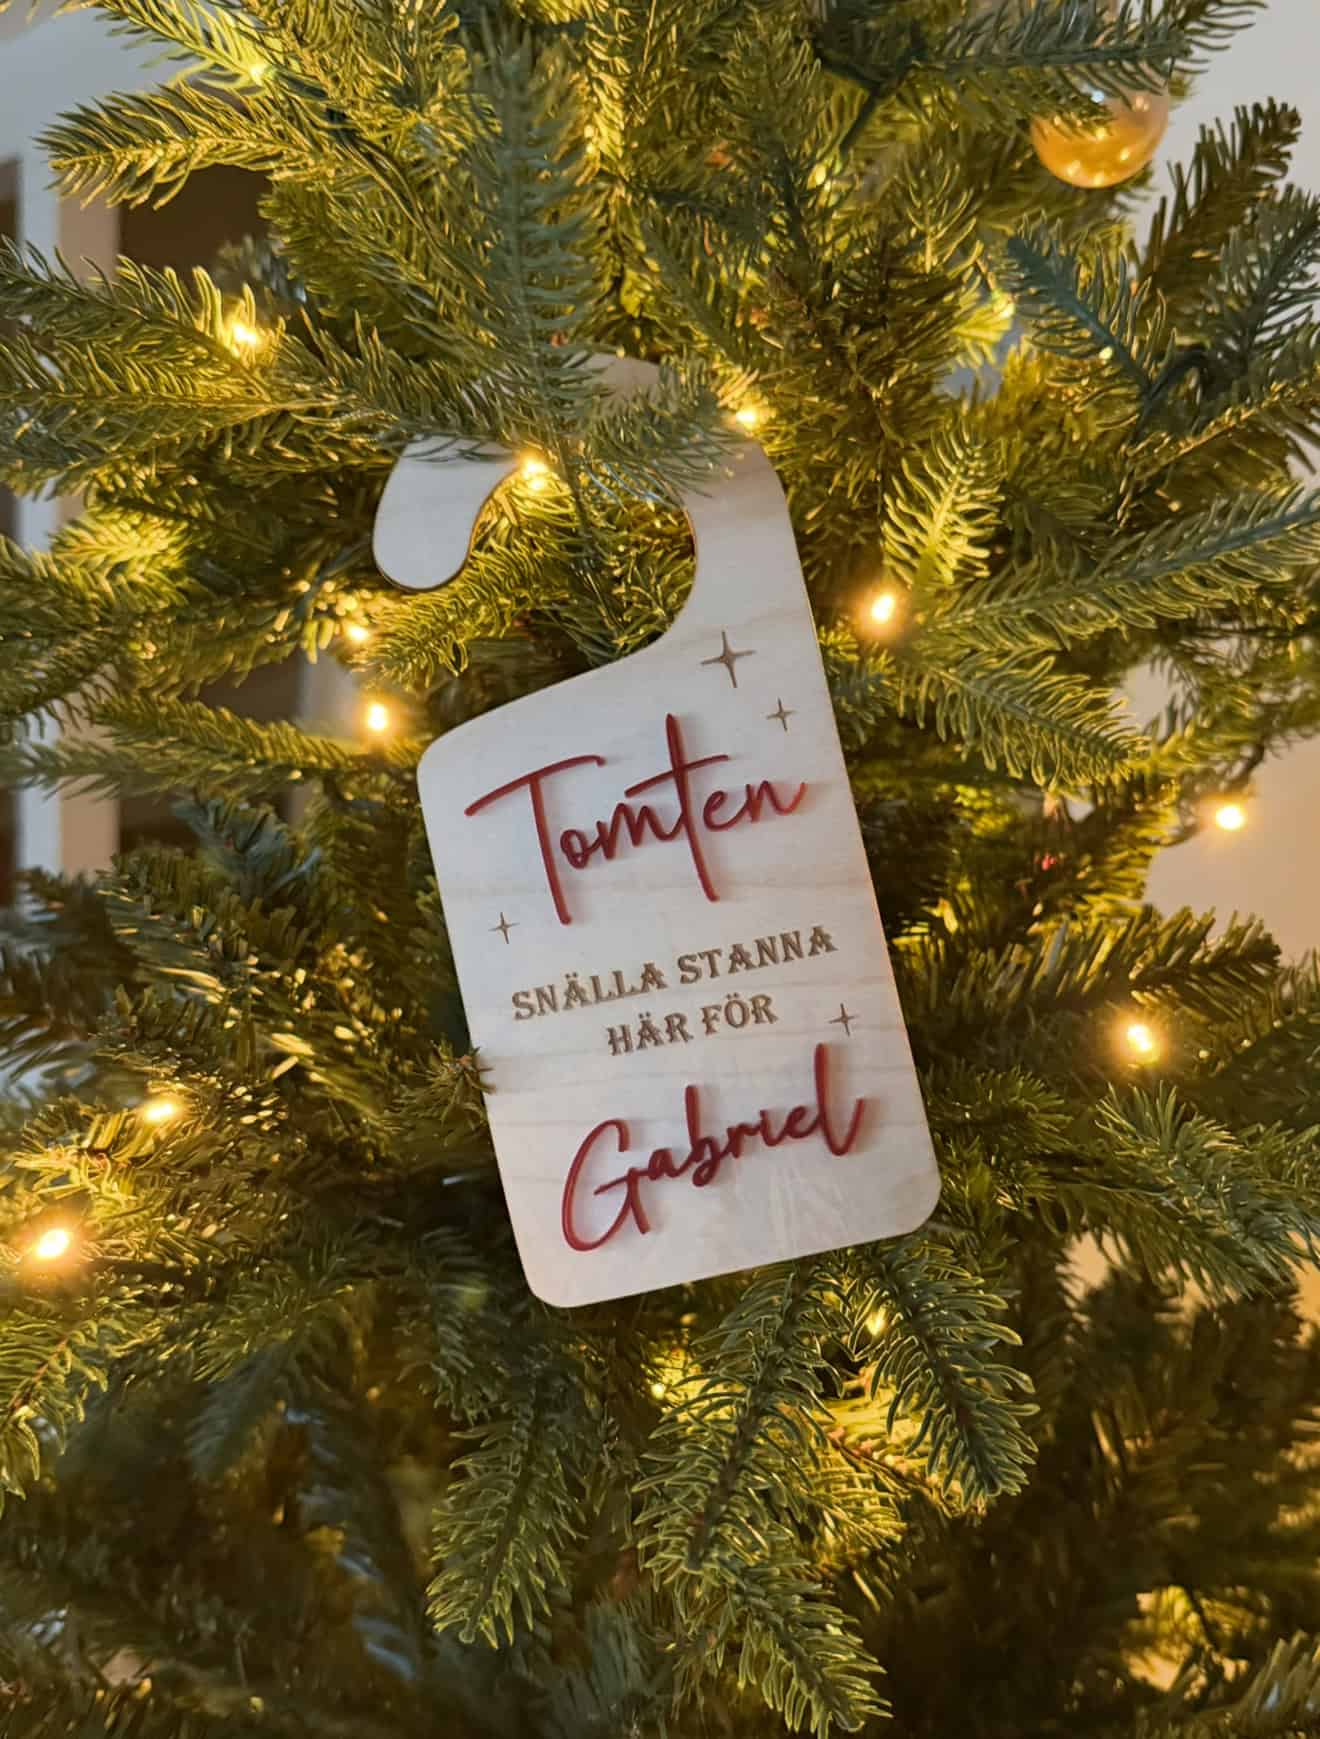 Tomten
SNÄLLA STANNA
HÄR FÖR
Gabriel